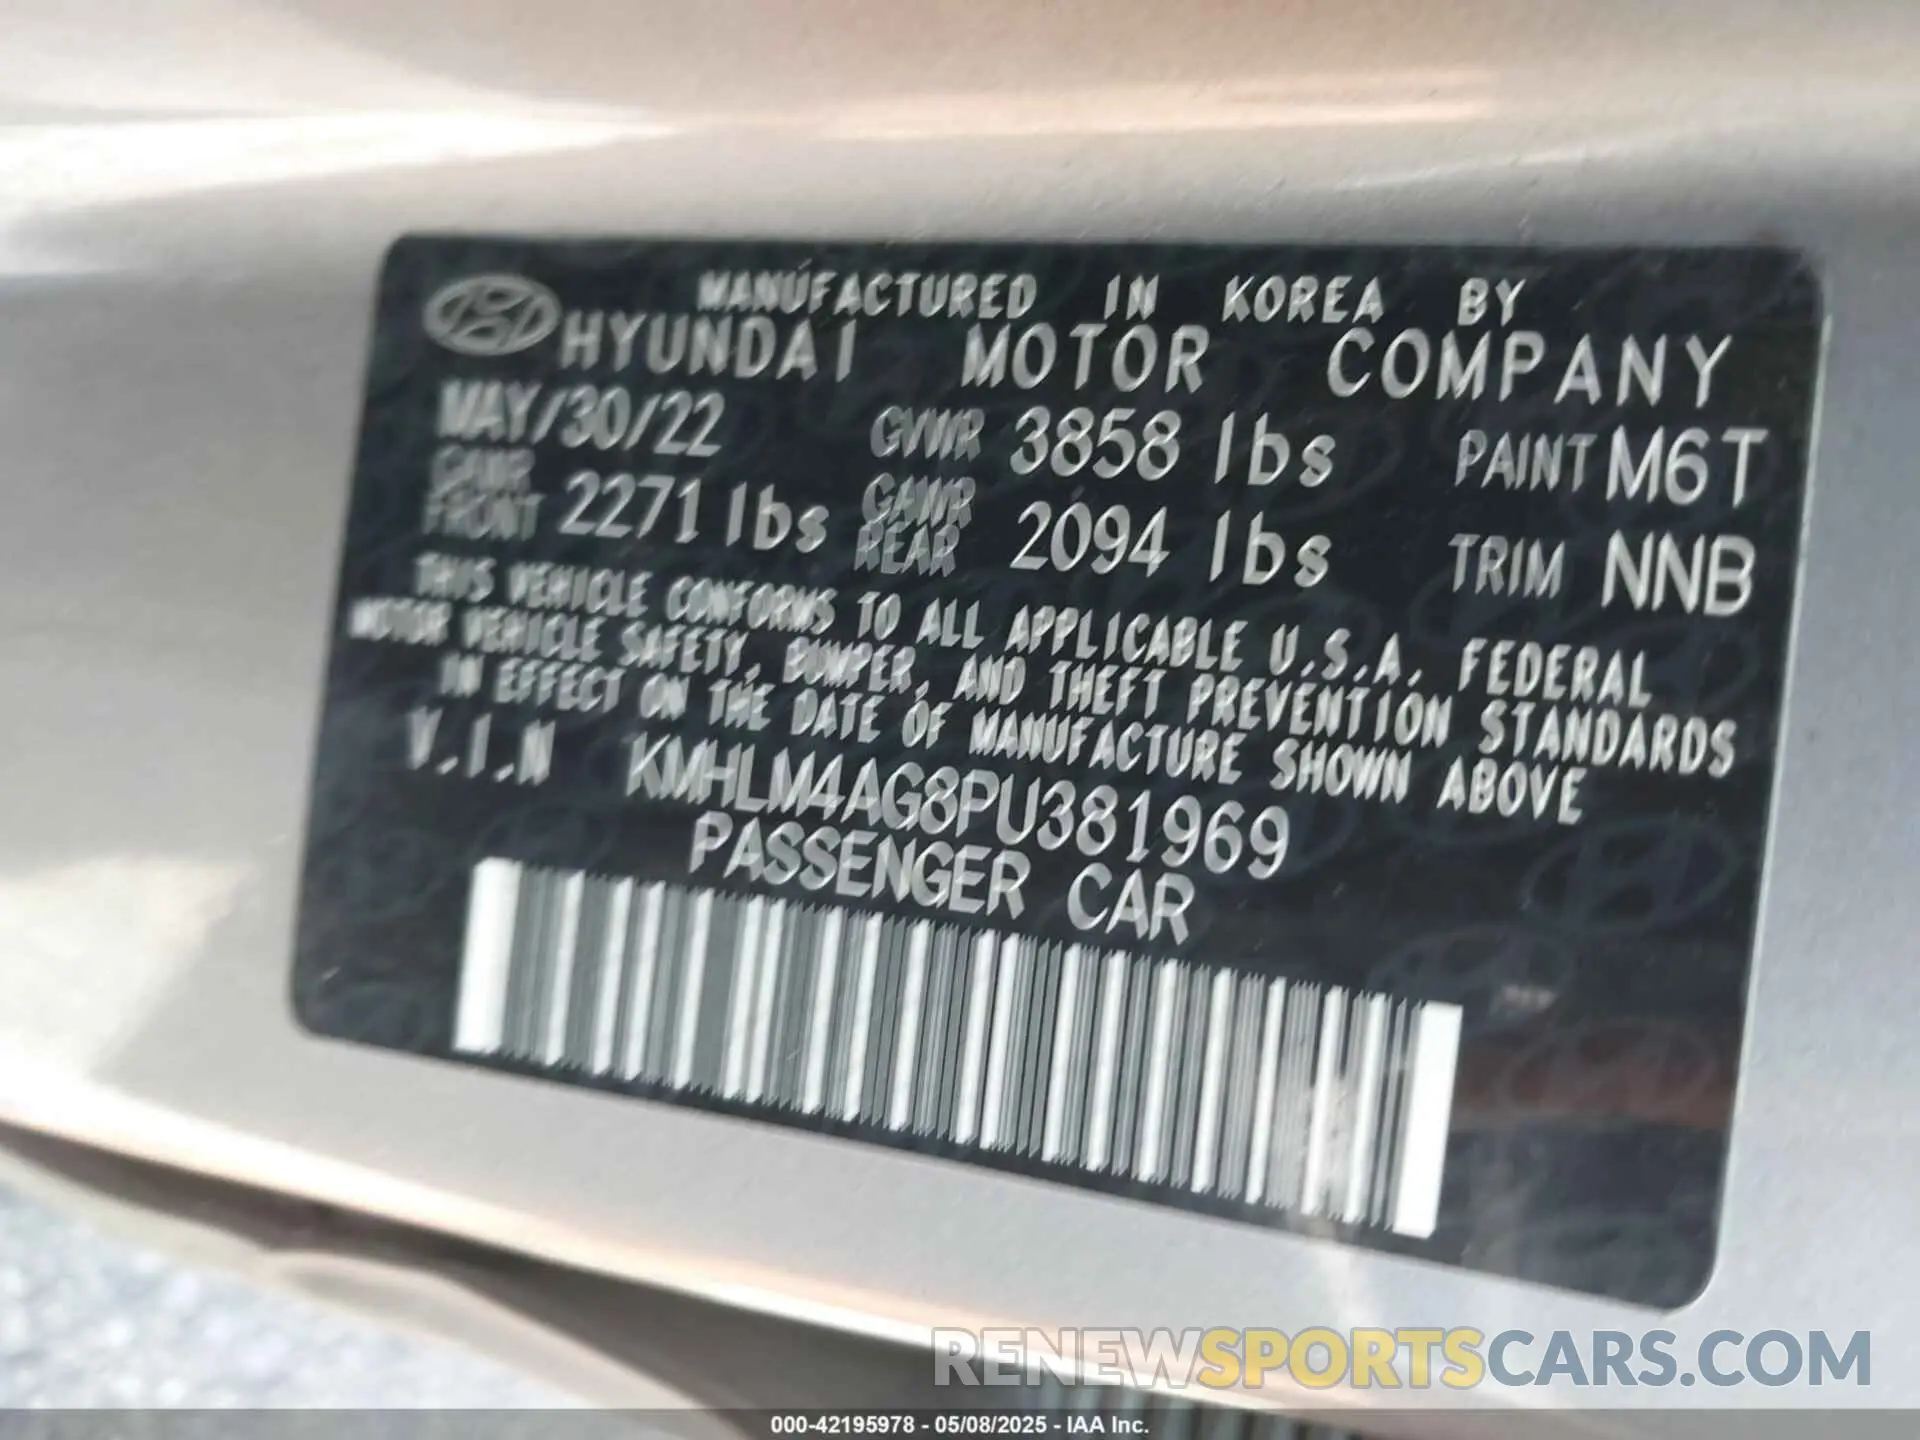 MANUFACTURED IN KOREA BY
HYUNDAI MOTOR COMPANY
MAY/30/22 GVWR 3858 lbs PAINT M6T
GAWR FRONT 2271 lbs GAWR REAR 2094 lbs TRIM NNB
THIS VEHICLE CONFORMS TO ALL APPLICABLE U.S.A. FEDERAL
MOTOR VEHICLE SAFETY, BUMPER, AND THEFT PREVENTION STANDARDS
IN EFFECT ON THE DATE OF MANUFACTURE SHOWN ABOVE
V.I.N KMHLM4AG8PU381969
PASSENGER CAR
RENEWSPORTSCARS.COM
000-42195978 - 05/08/2025 - IAA Inc.